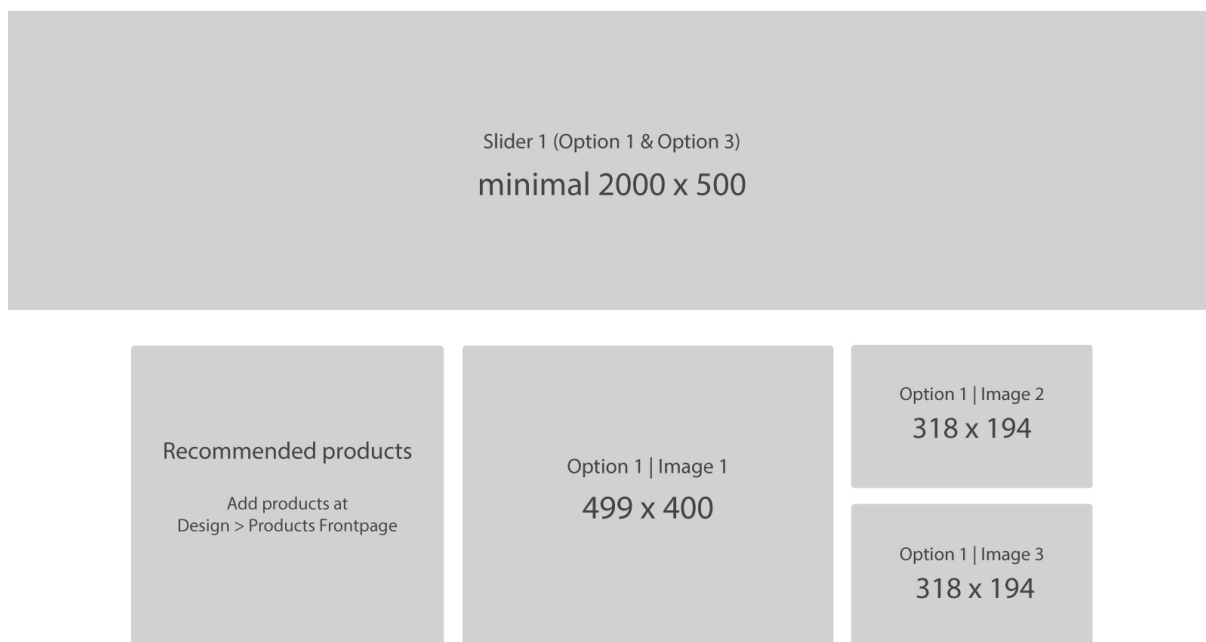 Slider 1 (Option 1 & Option 3)
minimal 2000 x 500
Recommended products
Add products at
Design > Products Frontpage
Option 1 | Image 1
499 x 400
Option 1 | Image 2
318 x 194
Option 1 | Image 3
318 x 194